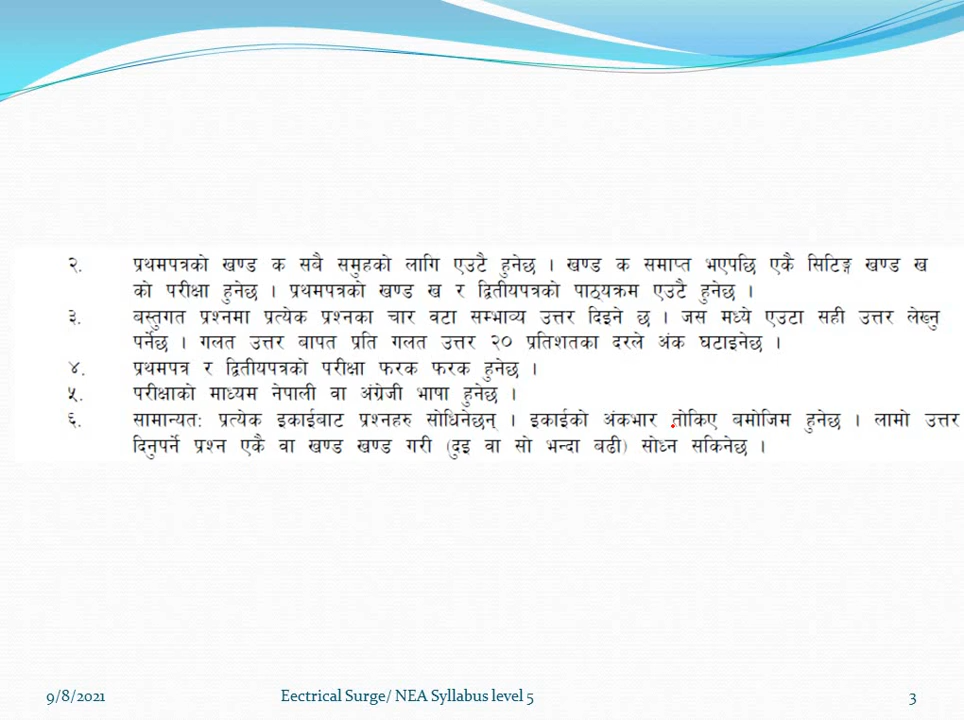 २. प्रथमपत्रको खण्ड क सबै समुहको लागि एउटै हुनेछ । खण्ड क समाप्त भएपछि एकै सिटिङ्ग खण्ड ख
को परीक्षा हुनेछ । प्रथमपत्रको खण्ड ख र द्वितीयपत्रको पाठ्यक्रम एउटै हुनेछ ।
३. बस्तुगत प्रश्नमा प्रत्येक प्रश्नका चार वटा सम्भाव्य उत्तर दिइने छ । जस मध्ये एउटा सही उत्तर लेख्नु
पर्नेछ । गलत उत्तर बापत प्रति गलत उत्तर २० प्रतिशतका दरले अंक घटाइनेछ ।
४. प्रथमपत्र र द्वितीयपत्रको परीक्षा फरक फरक हुनेछ ।
५. परीक्षाको माध्यम नेपाली वा अंग्रेजी भाषा हुनेछ ।
६. सामान्यतः प्रत्येक इकाईबाट प्रश्नहरु सोधिनेछन् । इकाईको अंकभार तोकिए बमोजिम हुनेछ । लामो उत्तर
दिनुपर्ने प्रश्न एकै वा खण्ड खण्ड गरी (दुइ वा सो भन्दा बढी) सोध्न सकिनेछ ।
9/8/2021 Eectrical Surge/ NEA Syllabus level 5 3